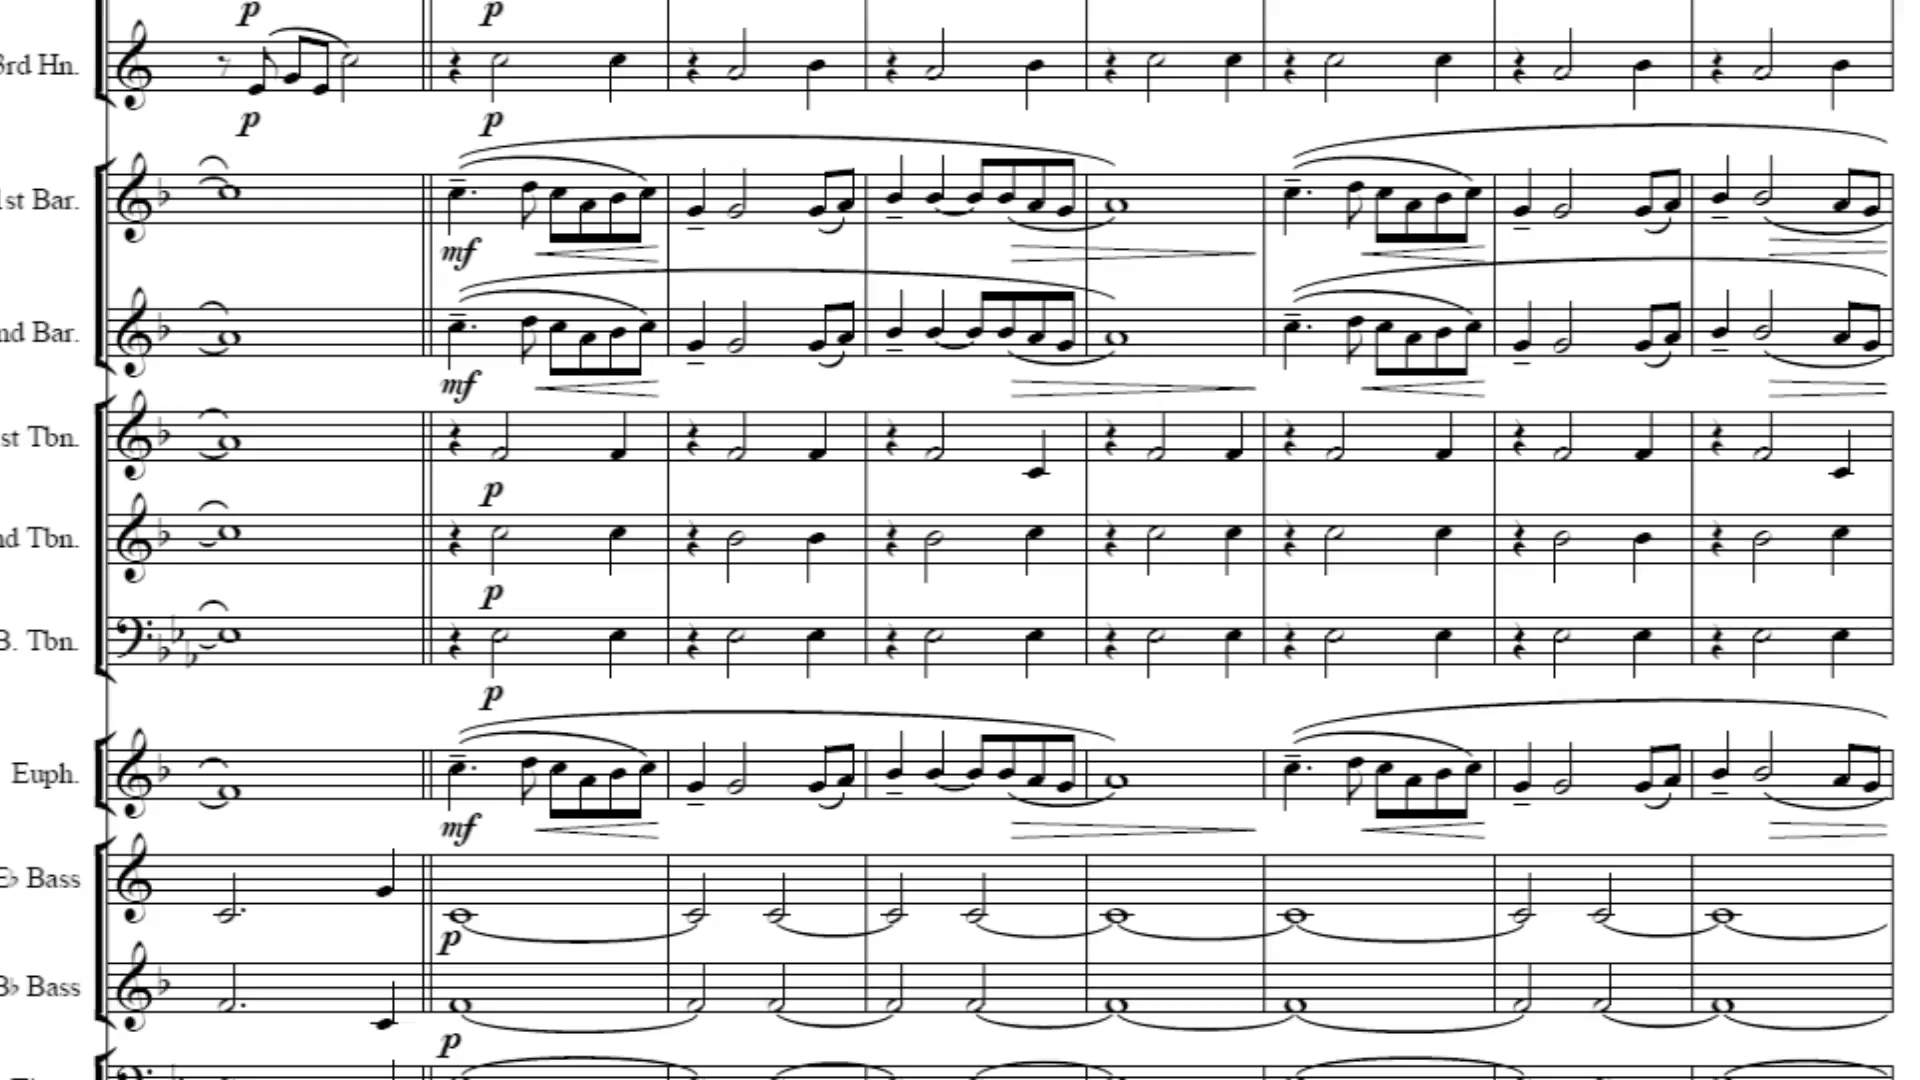 p p
3rd Hn.
p p
1st Bar.
mf
nd Bar.
mf
st Tbn.
p
nd Tbn.
p
B. Tbn.
p
Euph.
mf
E♭ Bass
p
B♭ Bass
p